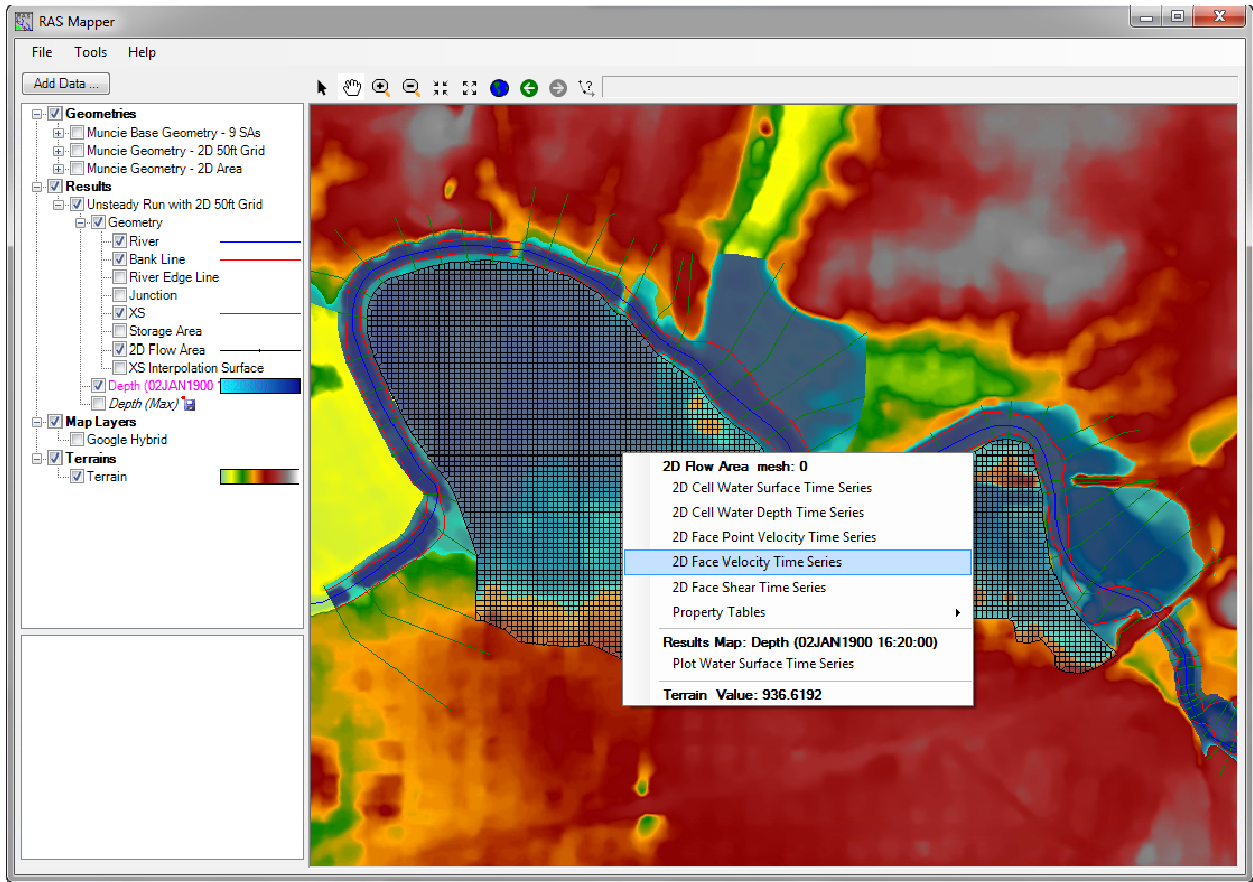 RAS Mapper
File Tools Help
Add Data ...
Geometries
Muncie Base Geometry - 9 SAs
Muncie Geometry - 2D 50ft Grid
Muncie Geometry - 2D Area
Results
Unsteady Run with 2D 50ft Grid
Geometry
River
Bank Line
River Edge Line
Junction
XS
Storage Area
2D Flow Area
XS Interpolation Surface
Depth (02JAN1900 16:20:00)
Depth (Max)
Map Layers
Google Hybrid
Terrains
Terrain
2D Flow Area mesh: 0
2D Cell Water Surface Time Series
2D Cell Water Depth Time Series
2D Face Point Velocity Time Series
2D Face Velocity Time Series
2D Face Shear Time Series
Property Tables
Results Map: Depth (02JAN1900 16:20:00)
Plot Water Surface Time Series
Terrain Value: 936.6192